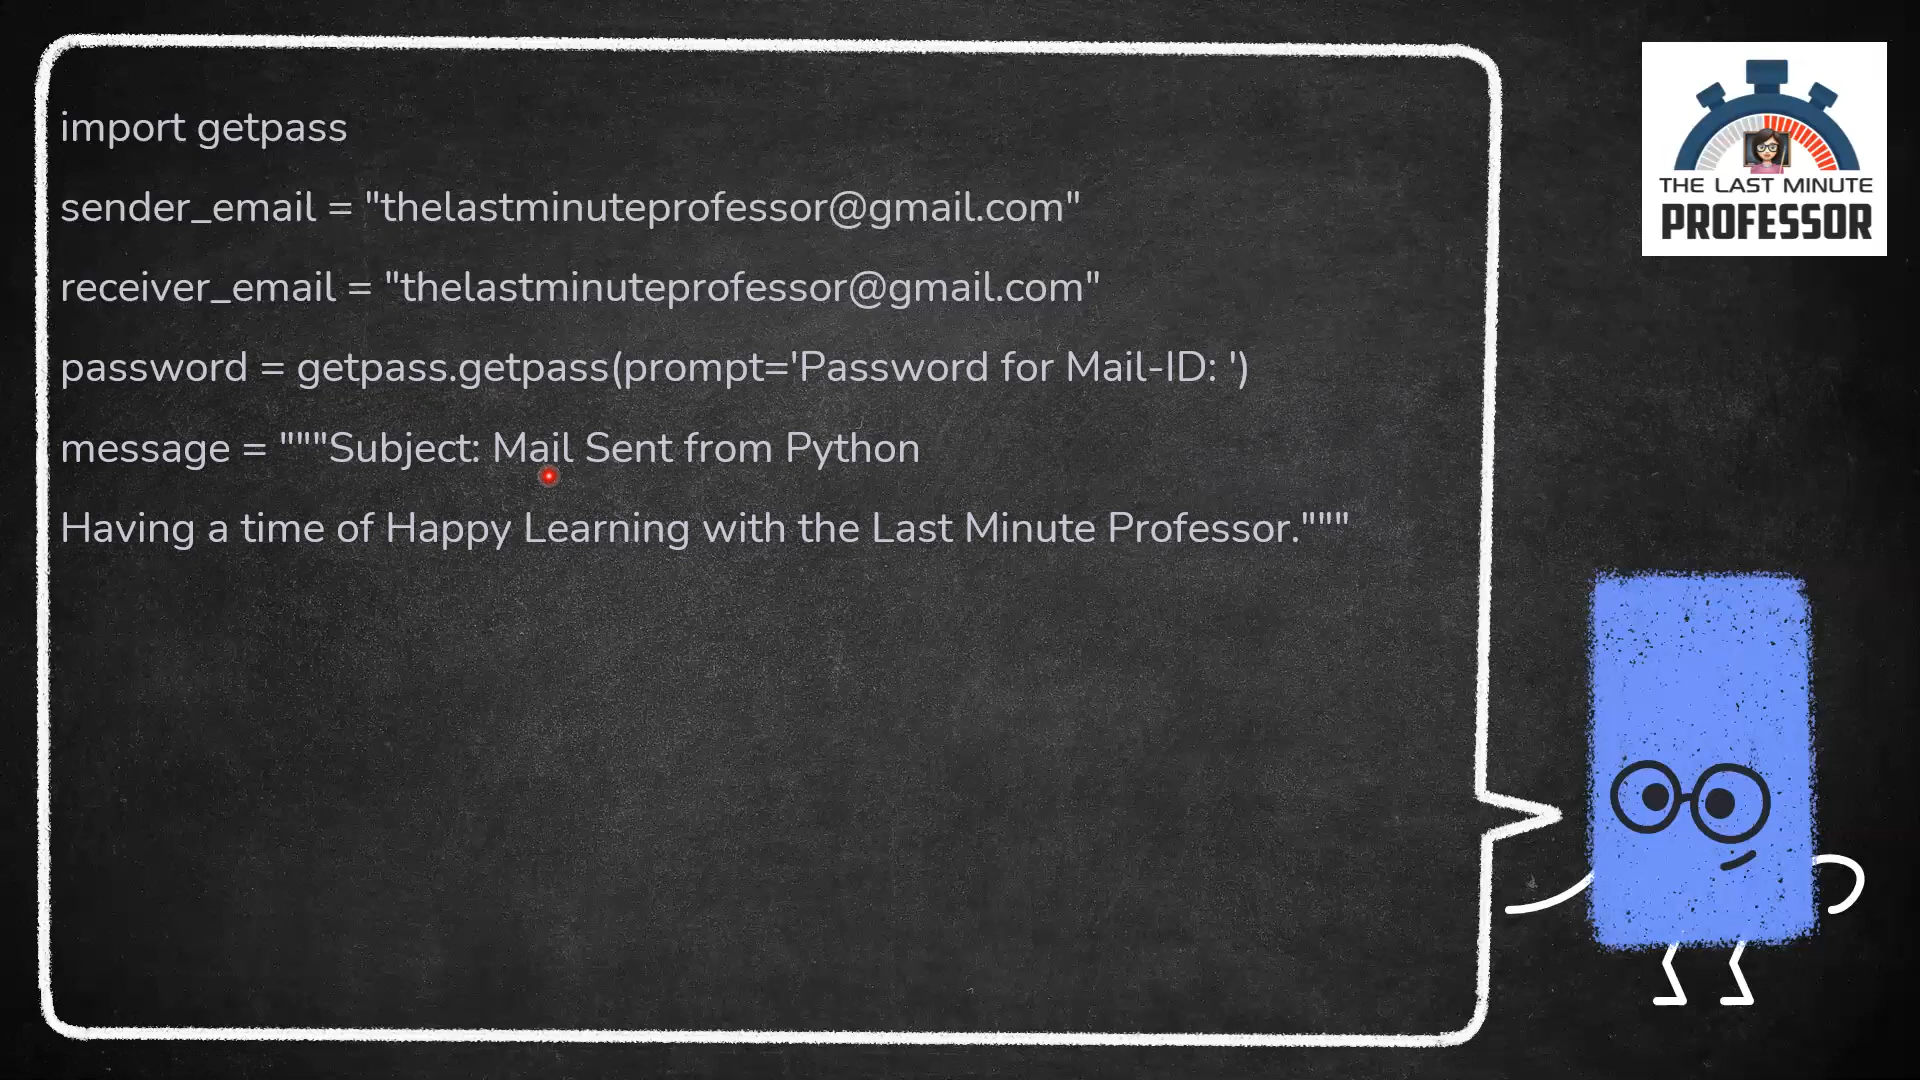 import getpass
sender_email = "thelastminuteprofessor@gmail.com"
receiver_email = "thelastminuteprofessor@gmail.com"
password = getpass.getpass(prompt='Password for Mail-ID: ')
message = """Subject: Mail Sent from Python
Having a time of Happy Learning with the Last Minute Professor."""
THE LAST MINUTE
PROFESSOR